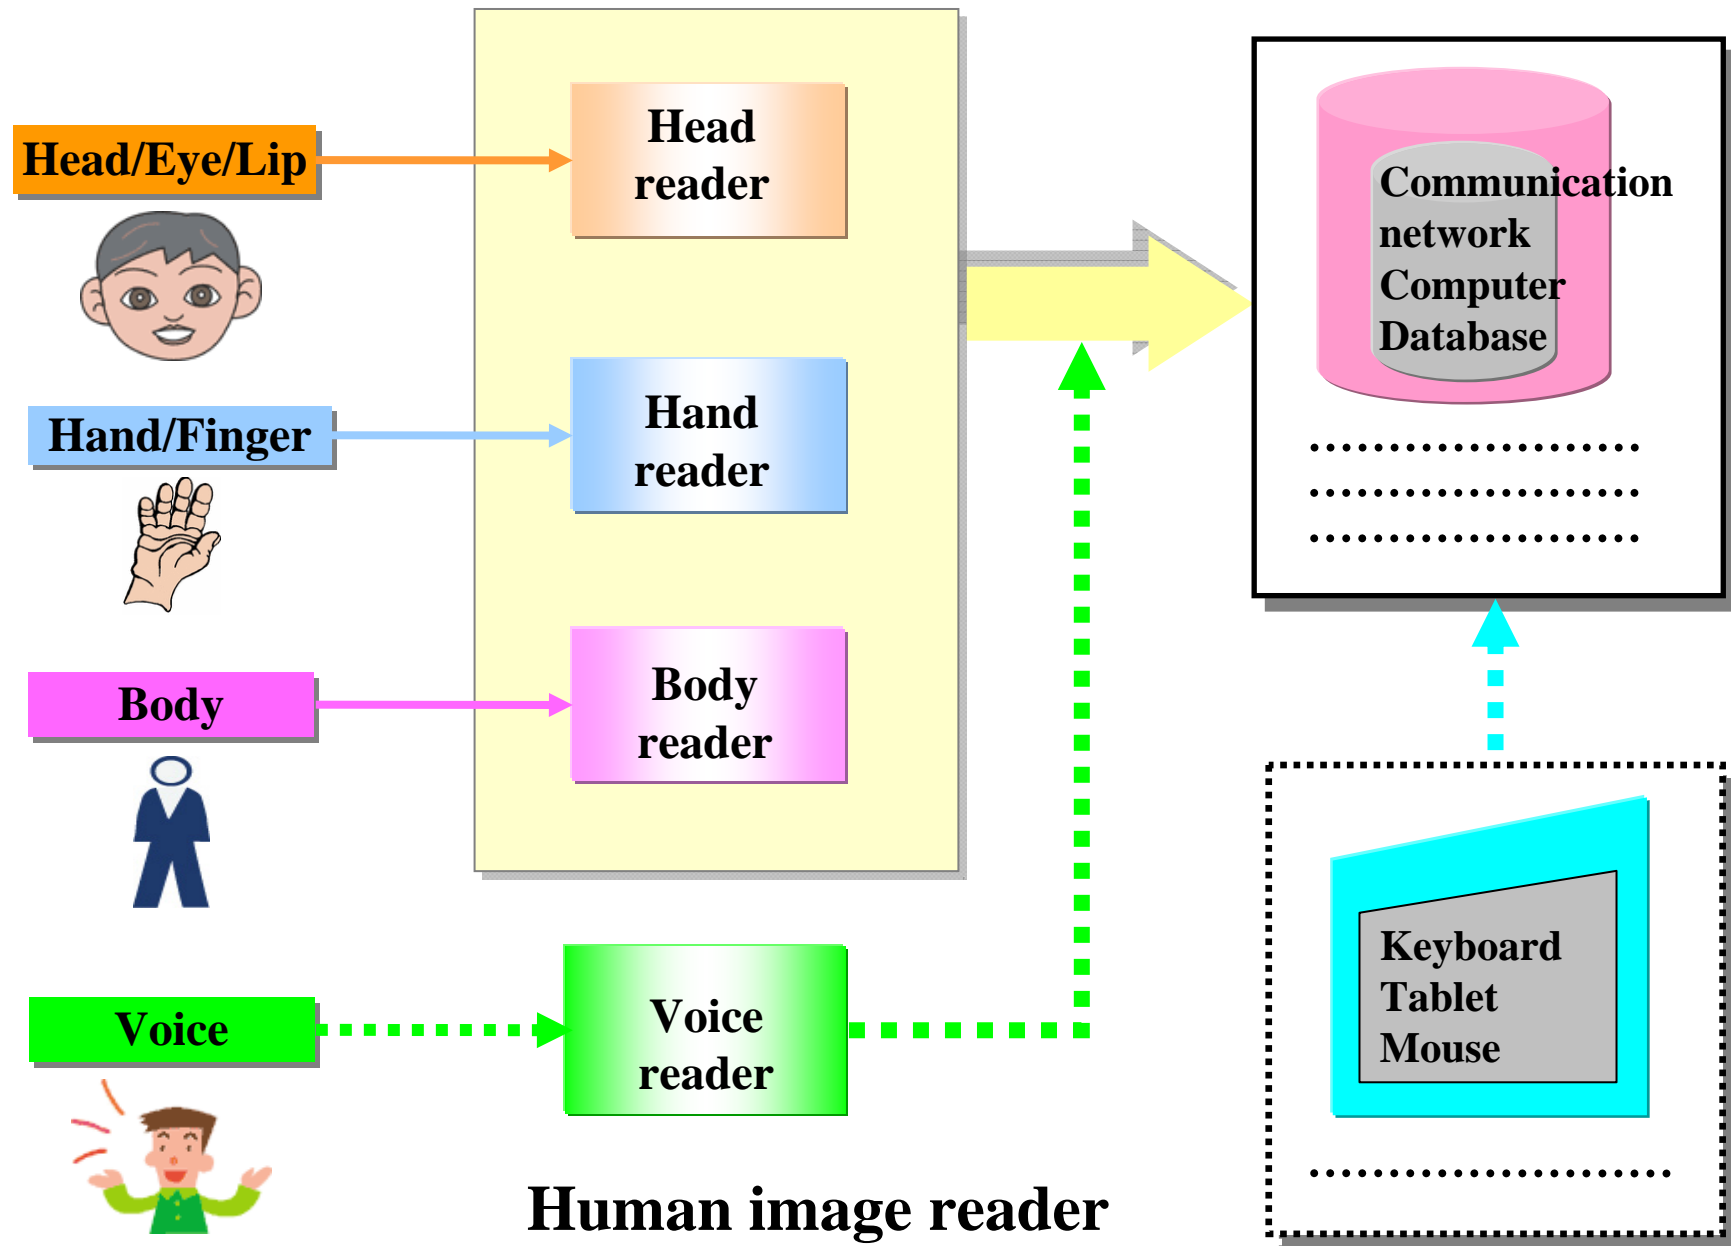 Head/Eye/Lip
Head
reader
Hand/Finger
Hand
reader
Body
Body
reader
Voice
Voice
reader
Communication
network
Computer
Database
Keyboard
Tablet
Mouse
Human image reader